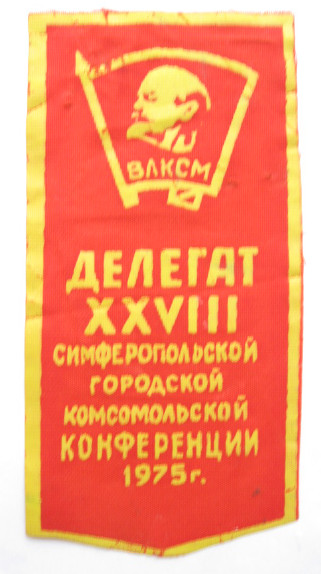 ВЛКСМ
ДЕЛЕГАТ
XXVIII
СИМФЕРОПОЛЬСКОЙ
ГОРОДСКОЙ
КОМСОМОЛЬСКОЙ
КОНФЕРЕНЦИИ
1975г.